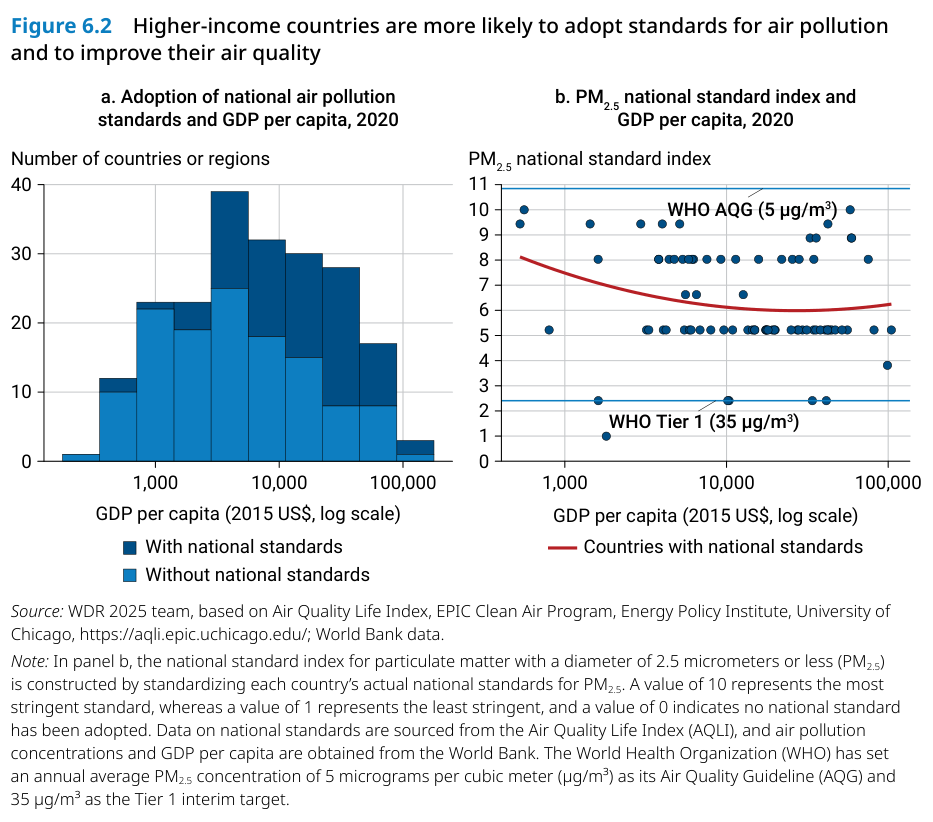 Figure 6.2 Higher-income countries are more likely to adopt standards for air pollution
and to improve their air quality
a. Adoption of national air pollution
standards and GDP per capita, 2020
Number of countries or regions
40
30
20
10
0
1,000
10,000
100,000
GDP per capita (2015 US$, log scale)
With national standards
Without national standards
b. PM2.5 national standard index and
GDP per capita, 2020
PM2.5 national standard index
11
10
9
8
7
6
5
4
3
2
1
0
WHO AQG (5 µg/m³)
WHO Tier 1 (35 µg/m³)
1,000
10,000
100,000
GDP per capita (2015 US$, log scale)
Countries with national standards
Source: WDR 2025 team, based on Air Quality Life Index, EPIC Clean Air Program, Energy Policy Institute, University of
Chicago, https://aqli.epic.uchicago.edu/; World Bank data.
Note: In panel b, the national standard index for particulate matter with a diameter of 2.5 micrometers or less (PM2.5)
is constructed by standardizing each country's actual national standards for PM2.5. A value of 10 represents the most
stringent standard, whereas a value of 1 represents the least stringent, and a value of 0 indicates no national standard
has been adopted. Data on national standards are sourced from the Air Quality Life Index (AQLI), and air pollution
concentrations and GDP per capita are obtained from the World Bank. The World Health Organization (WHO) has set
an annual average PM2.5 concentration of 5 micrograms per cubic meter (µg/m³) as its Air Quality Guideline (AQG) and
35 µg/m³ as the Tier 1 interim target.